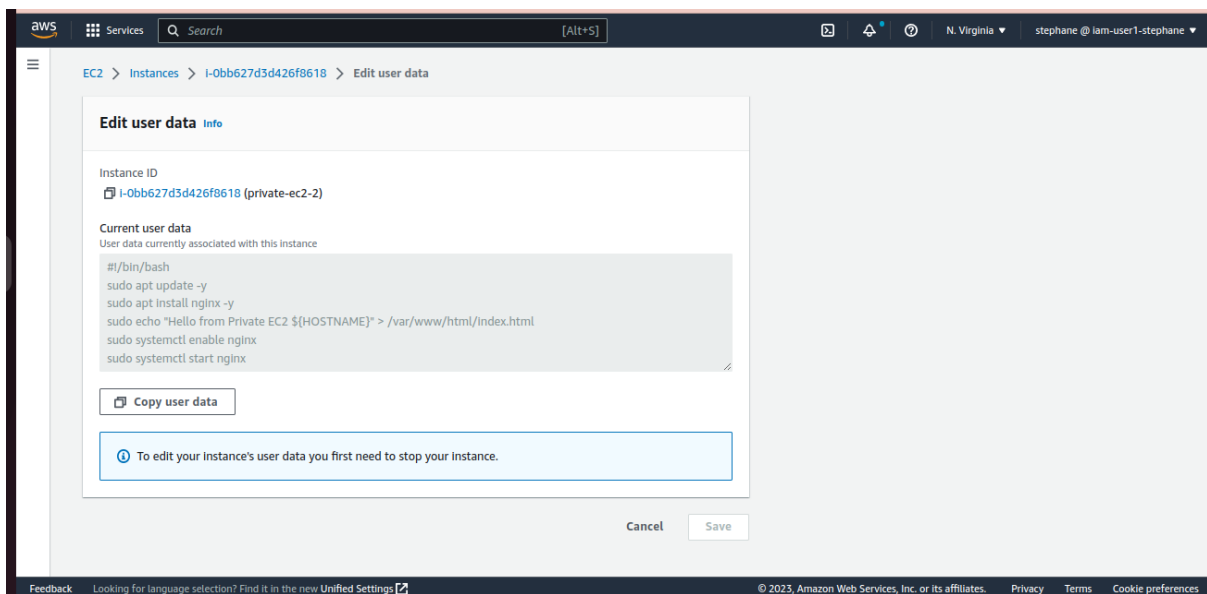 aws
Services
Search [Alt+S]
N. Virginia
stephane @ iam-user1-stephane
EC2 > Instances > i-0bb627d3d426f8618 > Edit user data
Edit user data Info
Instance ID
i-0bb627d3d426f8618 (private-ec2-2)
Current user data
User data currently associated with this instance
#!/bin/bash
sudo apt update -y
sudo apt install nginx -y
sudo echo "Hello from Private EC2 ${HOSTNAME}" > /var/www/html/index.html
sudo systemctl enable nginx
sudo systemctl start nginx
Copy user data
To edit your instance's user data you first need to stop your instance.
Cancel Save
Feedback Looking for language selection? Find it in the new Unified Settings © 2023, Amazon Web Services, Inc. or its affiliates. Privacy Terms Cookie preferences